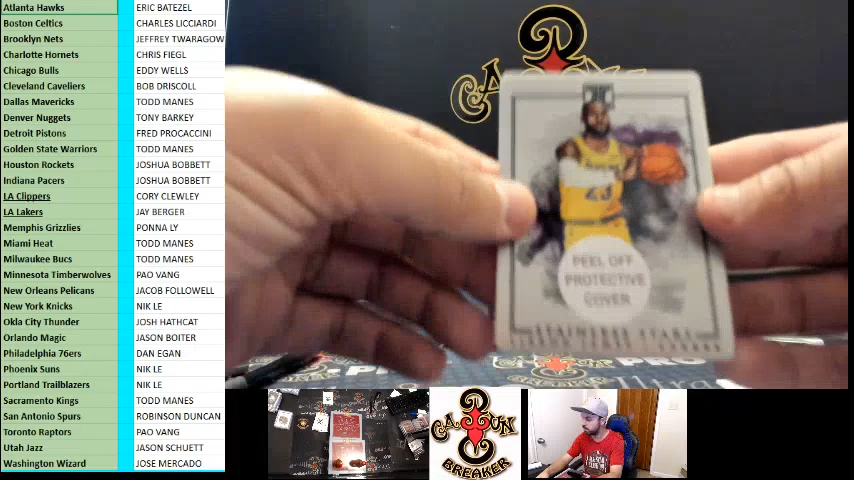 Atlanta Hawks ERIC BATEZEL
Boston Celtics CHARLES LICCIARDI
Brooklyn Nets JEFFREY TWARAGOW
Charlotte Hornets CHRIS FIEGL
Chicago Bulls EDDY WELLS
Cleveland Caveliers BOB DRISCOLL
Dallas Mavericks TODD MANES
Denver Nuggets TONY BARKEY
Detroit Pistons FRED PROCACCINI
Golden State Warriors TODD MANES
Houston Rockets JOSHUA BOBBETT
Indiana Pacers JOSHUA BOBBETT
LA Clippers CORY CLEWLEY
LA Lakers JAY BERGER
Memphis Grizzlies PONNA LY
Miami Heat TODD MANES
Milwaukee Bucs TODD MANES
Minnesota Timberwolves PAO VANG
New Orleans Pelicans JACOB FOLLOWELL
New York Knicks NIK LE
Okla City Thunder JOSH HATHCAT
Orlando Magic JASON BOITER
Philadelphia 76ers DAN EGAN
Phoenix Suns NIK LE
Portland Trailblazers NIK LE
Sacramento Kings TODD MANES
San Antonio Spurs ROBINSON DUNCAN
Toronto Raptors PAO VANG
Utah Jazz JASON SCHUETT
Washington Wizard JOSE MERCADO
23
PEEL OFF
PROTECTIVE
COVER
STAINLESS STARS
PRO
CAJUN
BREAKER